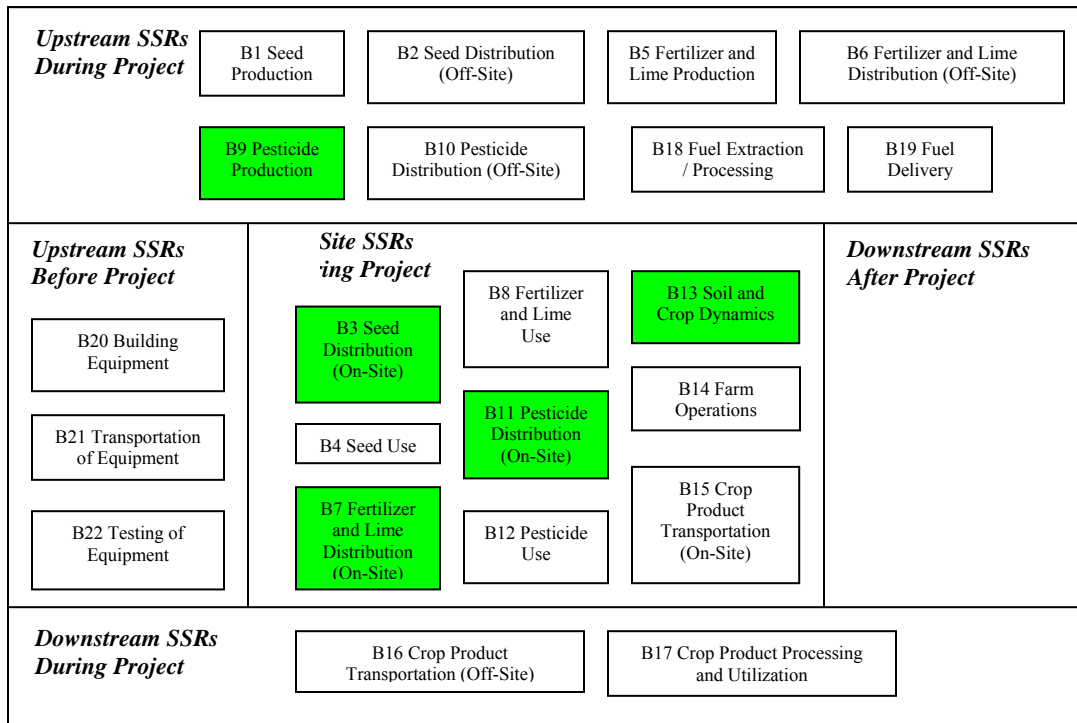 Upstream SSRs
During Project
B1 Seed
Production
B2 Seed Distribution
(Off-Site)
B5 Fertilizer and
Lime Production
B6 Fertilizer and Lime
Distribution (Off-Site)
B9 Pesticide
Production
B10 Pesticide
Distribution (Off-Site)
B18 Fuel Extraction
/ Processing
B19 Fuel
Delivery
Upstream SSRs
Before Project
B20 Building
Equipment
B21 Transportation
of Equipment
B22 Testing of
Equipment
Site SSRs
ring Project
B3 Seed
Distribution
(On-Site)
B4 Seed Use
B7 Fertilizer
and Lime
Distribution
(On-Site)
B8 Fertilizer
and Lime
Use
B11 Pesticide
Distribution
(On-Site)
B12 Pesticide
Use
B13 Soil and
Crop Dynamics
B14 Farm
Operations
B15 Crop
Product
Transportation
(On-Site)
Downstream SSRs
After Project
Downstream SSRs
During Project
B16 Crop Product
Transportation (Off-Site)
B17 Crop Product Processing
and Utilization